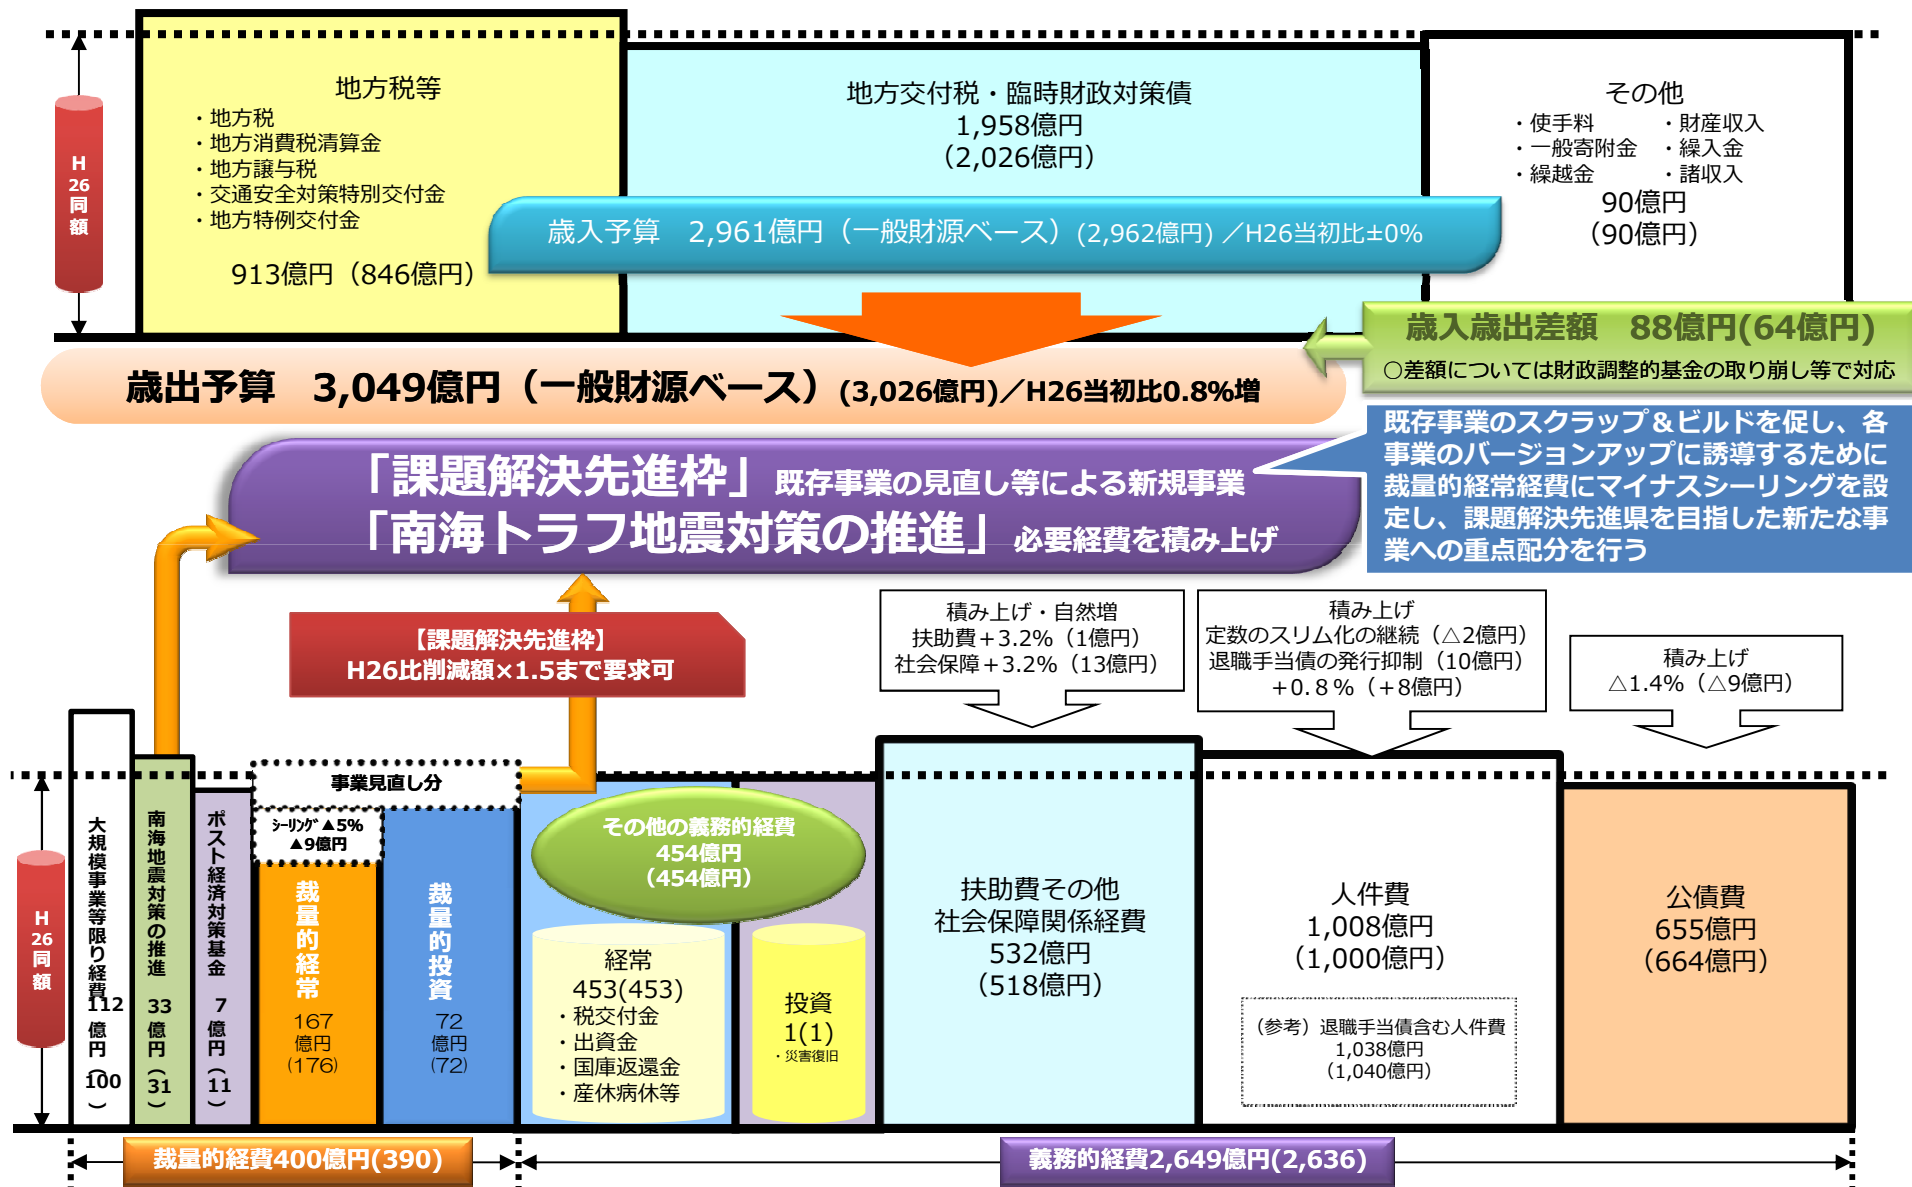 H
26
同
額
地方税等
・地方税
・地方消費税清算金
・地方譲与税
・交通安全対策特別交付金
・地方特例交付金
913億円（846億円）
地方交付税・臨時財政対策債
1,958億円
（2,026億円）
その他
・使手料　・財産収入
・一般寄附金　・繰入金
・繰越金　・諸収入
90億円
（90億円）
歳入予算　2,961億円（一般財源ベース）(2,962億円) ／H26当初比±0%
歳入歳出差額　88億円(64億円)
○差額については財政調整的基金の取り崩し等で対応
歳出予算　3,049億円（一般財源ベース）(3,026億円)／H26当初比0.8%増
「課題解決先進枠」既存事業の見直し等による新規事業
「南海トラフ地震対策の推進」必要経費を積み上げ
既存事業のスクラップ＆ビルドを促し、各
事業のバージョンアップに誘導するために
裁量的経常経費にマイナスシーリングを設
定し、課題解決先進県を目指した新たな事
業への重点配分を行う
【課題解決先進枠】
H26比削減額×1.5まで要求可
積み上げ・自然増
扶助費＋3.2%（1億円）
社会保障＋3.2%（13億円）
積み上げ
定数のスリム化の継続（△2億円）
退職手当債の発行抑制（10億円）
＋0.8％（+8億円）
積み上げ
△1.4%（△9億円）
H
26
同
額
大規模事業等限り経費 112億円（100）
南海地震対策の推進 33億円（31）
ポスト経済対策基金 7億円（11）
事業見直し分
ｼｰﾘﾝｸﾞ▲5%
▲9億円
裁量的経常
167
億円
(176)
裁量的投資
72
億円
(72)
その他の義務的経費
454億円
（454億円）
経常
453(453)
・税交付金
・出資金
・国庫返還金
・産休病休等
投資
1(1)
・災害復旧
扶助費その他
社会保障関係経費
532億円
（518億円）
人件費
1,008億円
（1,000億円）
（参考）退職手当債含む人件費
1,038億円
（1,040億円）
公債費
655億円
（664億円）
裁量的経費400億円(390)
義務的経費2,649億円(2,636)